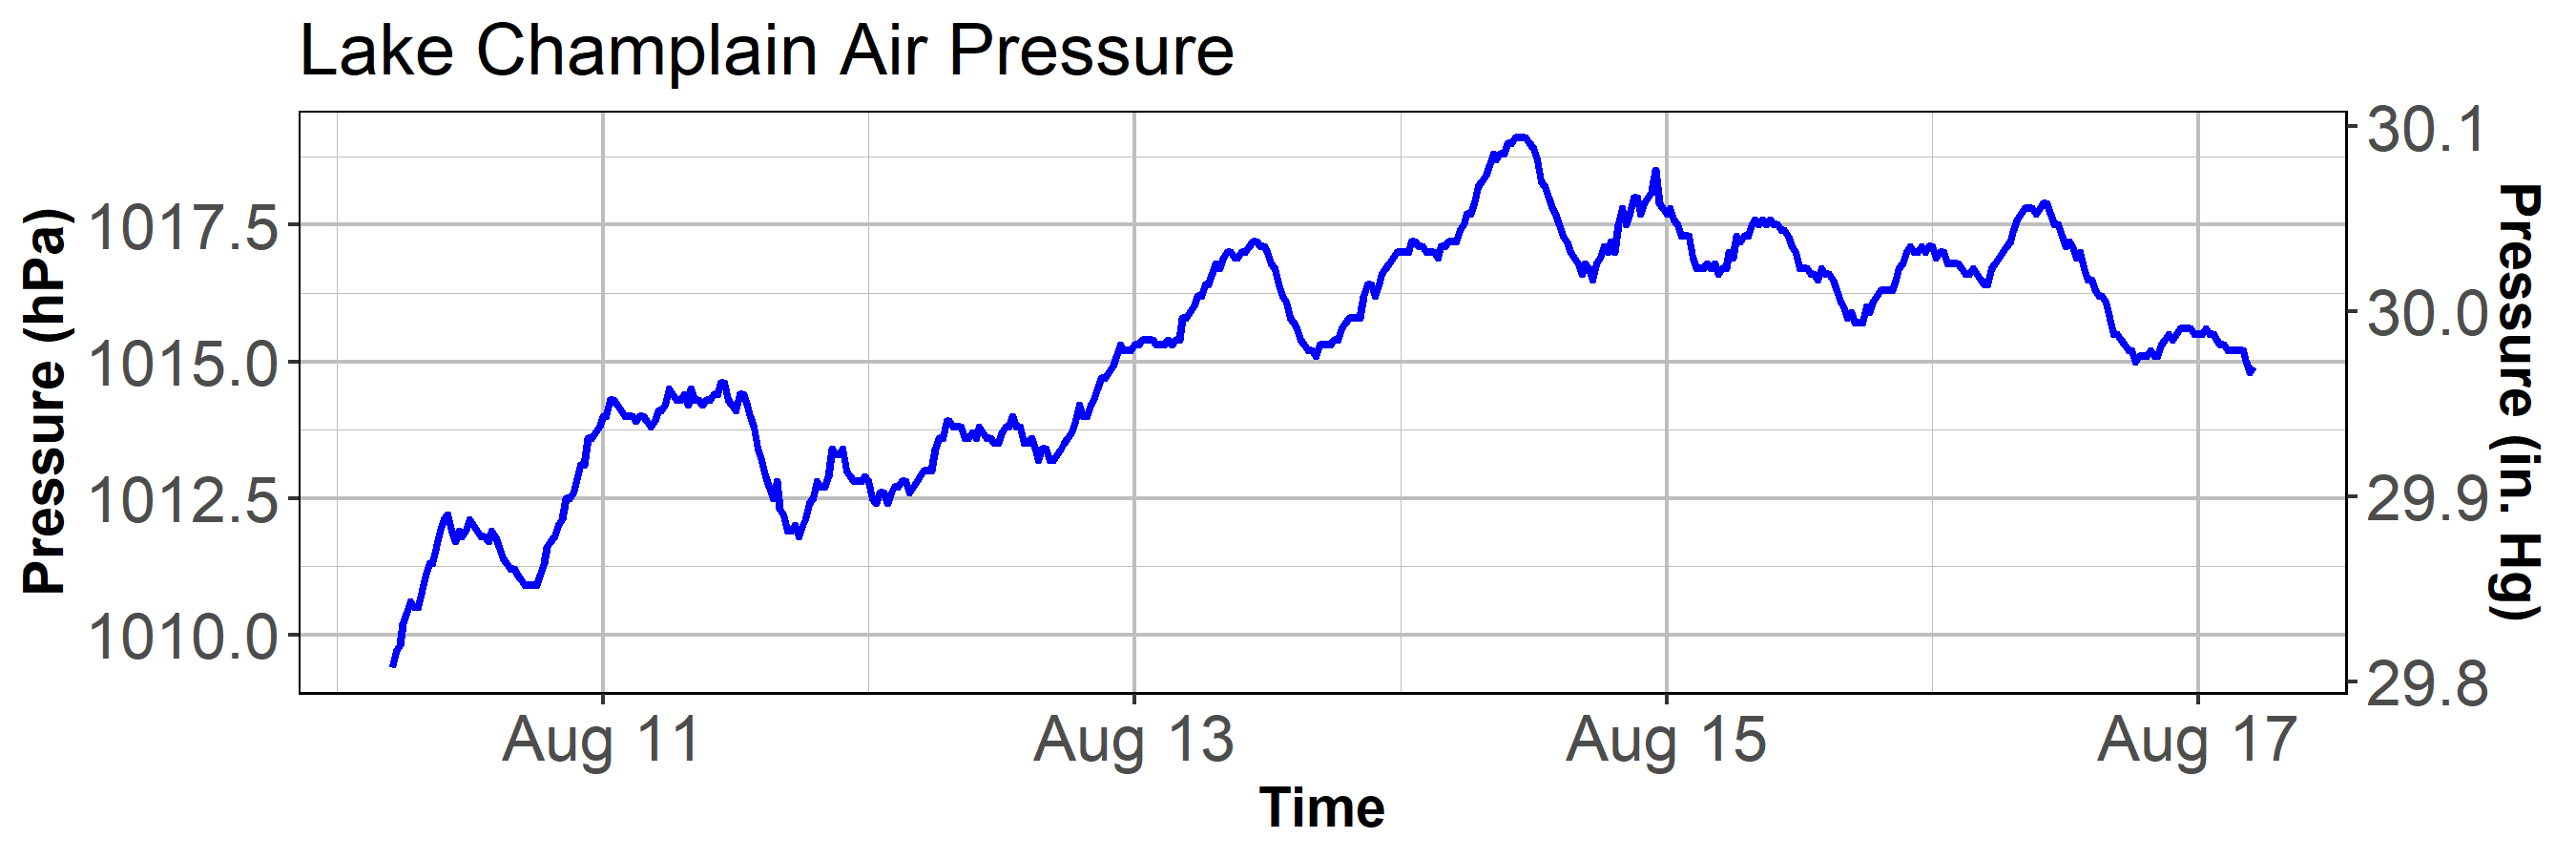 Lake Champlain Air Pressure
Pressure (hPa)
1017.5
1015.0
1012.5
1010.0
30.1
30.0
29.9
29.8
Pressure (in. Hg)
Aug 11
Aug 13
Aug 15
Aug 17
Time